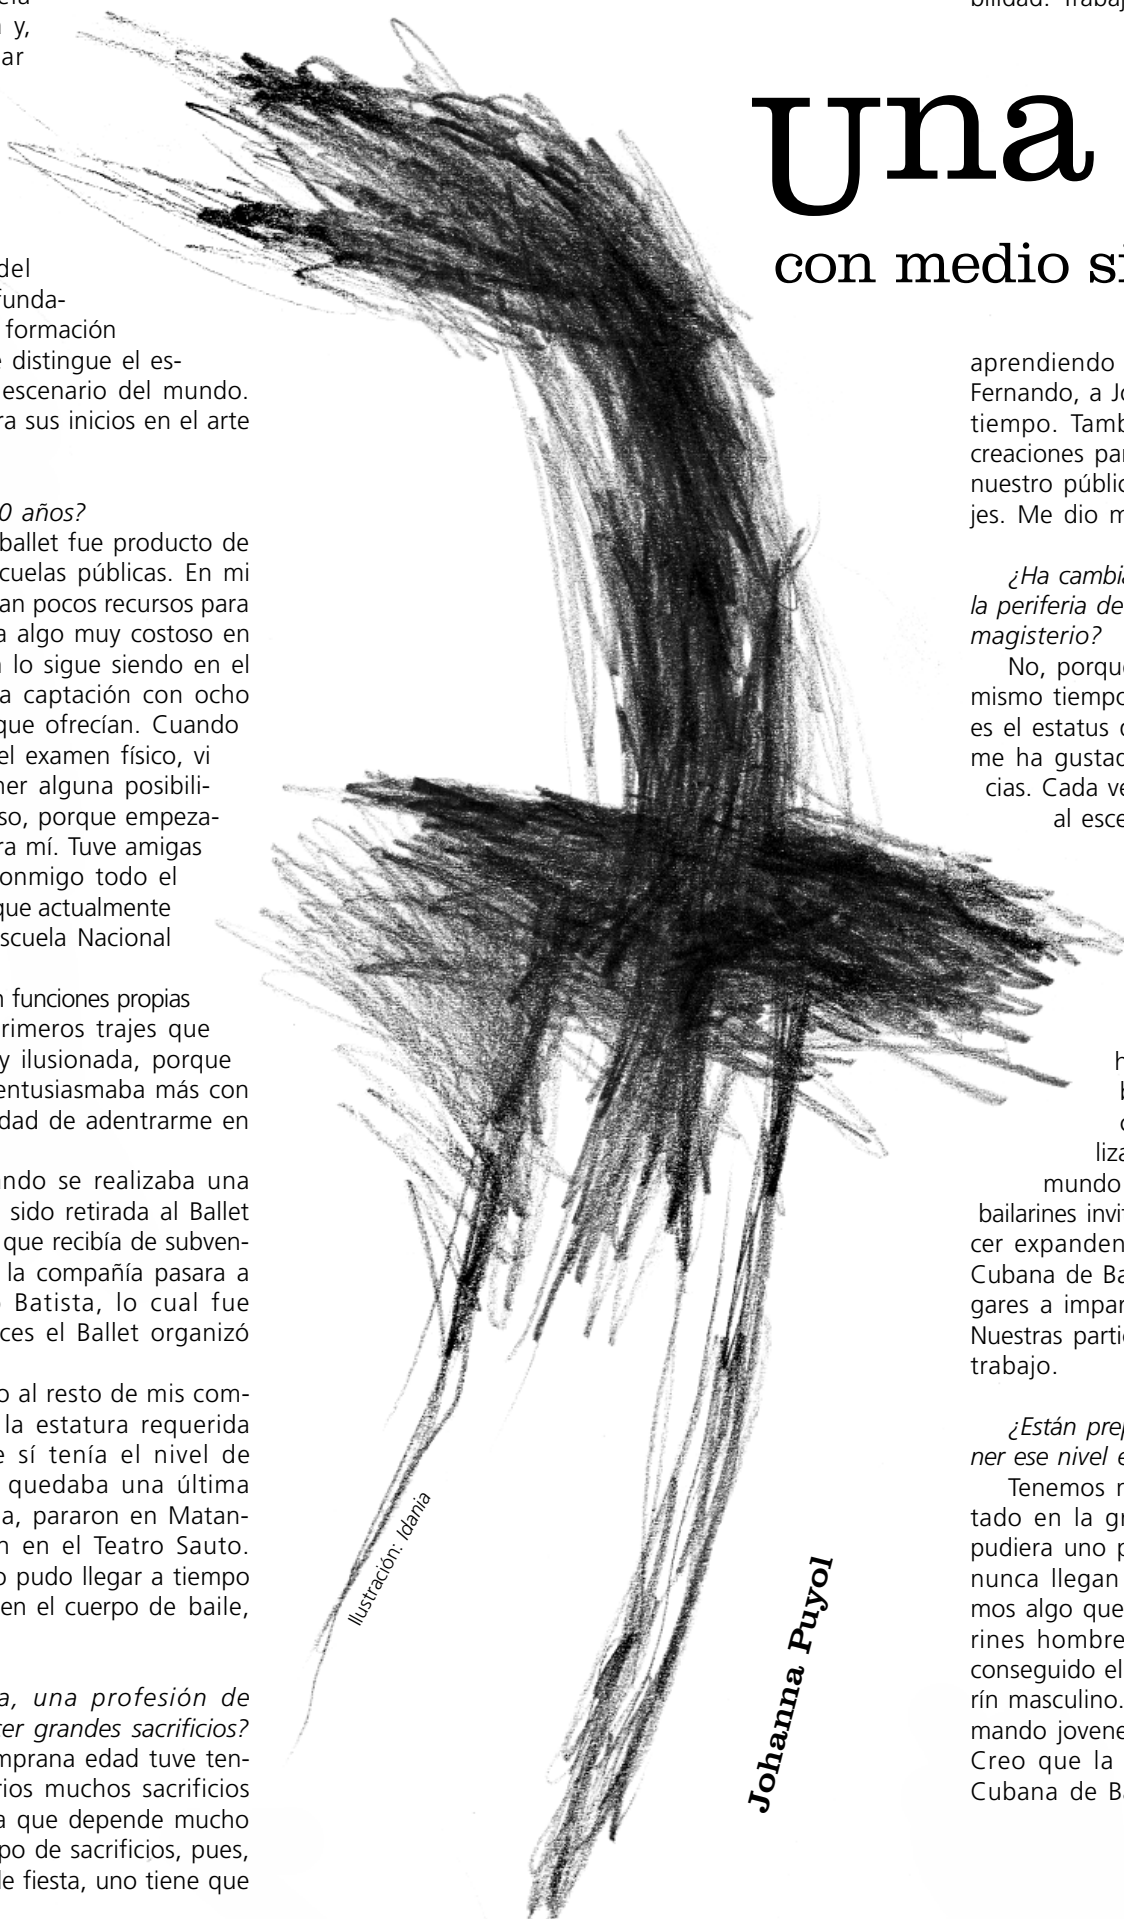 y,
ar
del
funda-
formación
distingue el es-
escenario del mundo.
ra sus inicios en el arte
0 años?
ballet fue producto de
cuelas públicas. En mi
an pocos recursos para
a algo muy costoso en
lo sigue siendo en el
a captación con ocho
que ofrecían. Cuando
el examen físico, vi
ner alguna posibili-
so, porque empeza-
ra mí. Tuve amigas
onmigo todo el
que actualmente
scuela Nacional
n funciones propias
rimeros trajes que
y ilusionada, porque
entusiasmaba más con
dad de adentrarme en
ando se realizaba una
sido retirada al Ballet
que recibía de subven-
la compañía pasara a
Batista, lo cual fue
ces el Ballet organizó
o al resto de mis com-
la estatura requerida
e sí tenía el nivel de
quedaba una última
a, pararon en Matan-
n en el Teatro Sauto.
o pudo llegar a tiempo
en el cuerpo de baile,
a, una profesión de
cer grandes sacrificios?
mprana edad tuve ten-
rios muchos sacrificios
a que depende mucho
po de sacrificios, pues,
de fiesta, uno tiene que
Ilustración: Idania
Johanna Puyol
Una
con medio si
aprendiendo
Fernando, a Jo
tiempo. Tamb
creaciones par
nuestro públic
jes. Me dio m
¿Ha cambia
la periferia de
magisterio?
No, porque
mismo tiempo
es el estatus
me ha gustad
cias. Cada ve
al esce
h
b
liza
mundo
bailarines invit
cer expanden
Cubana de Ba
gares a impar
Nuestras partic
trabajo.
¿Están prep
ner ese nivel e
Tenemos
tado en la gr
pudiera uno p
nunca llegan
mos algo que
rines hombre
conseguido el
rín masculino.
mando jovene
Creo que la
Cubana de Ba